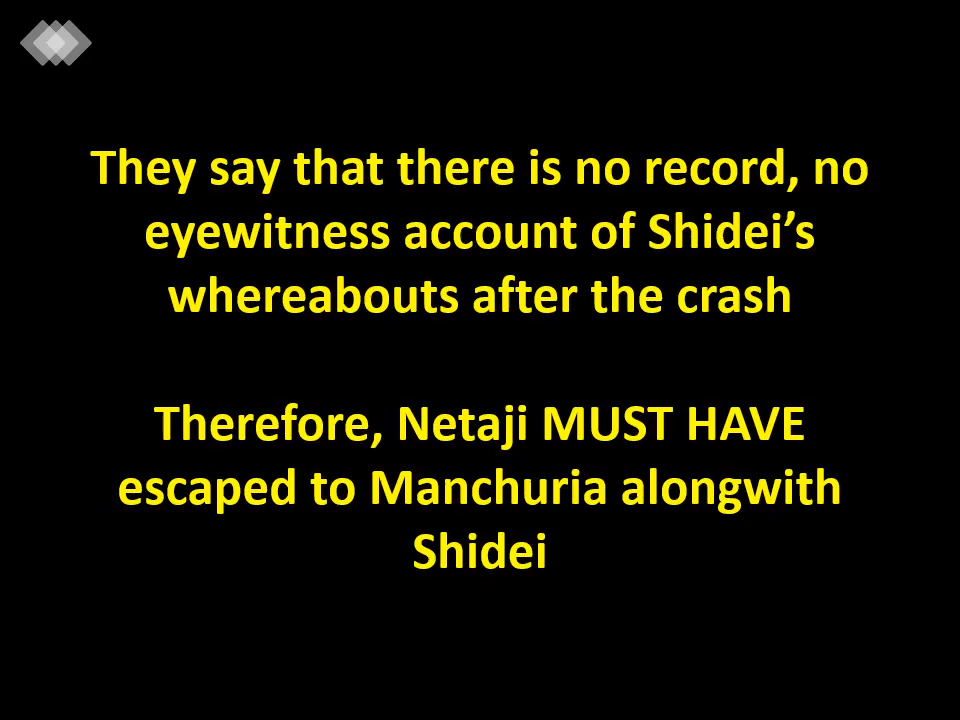 They say that there is no record, no
eyewitness account of Shidei’s
whereabouts after the crash
Therefore, Netaji MUST HAVE
escaped to Manchuria alongwith
Shidei